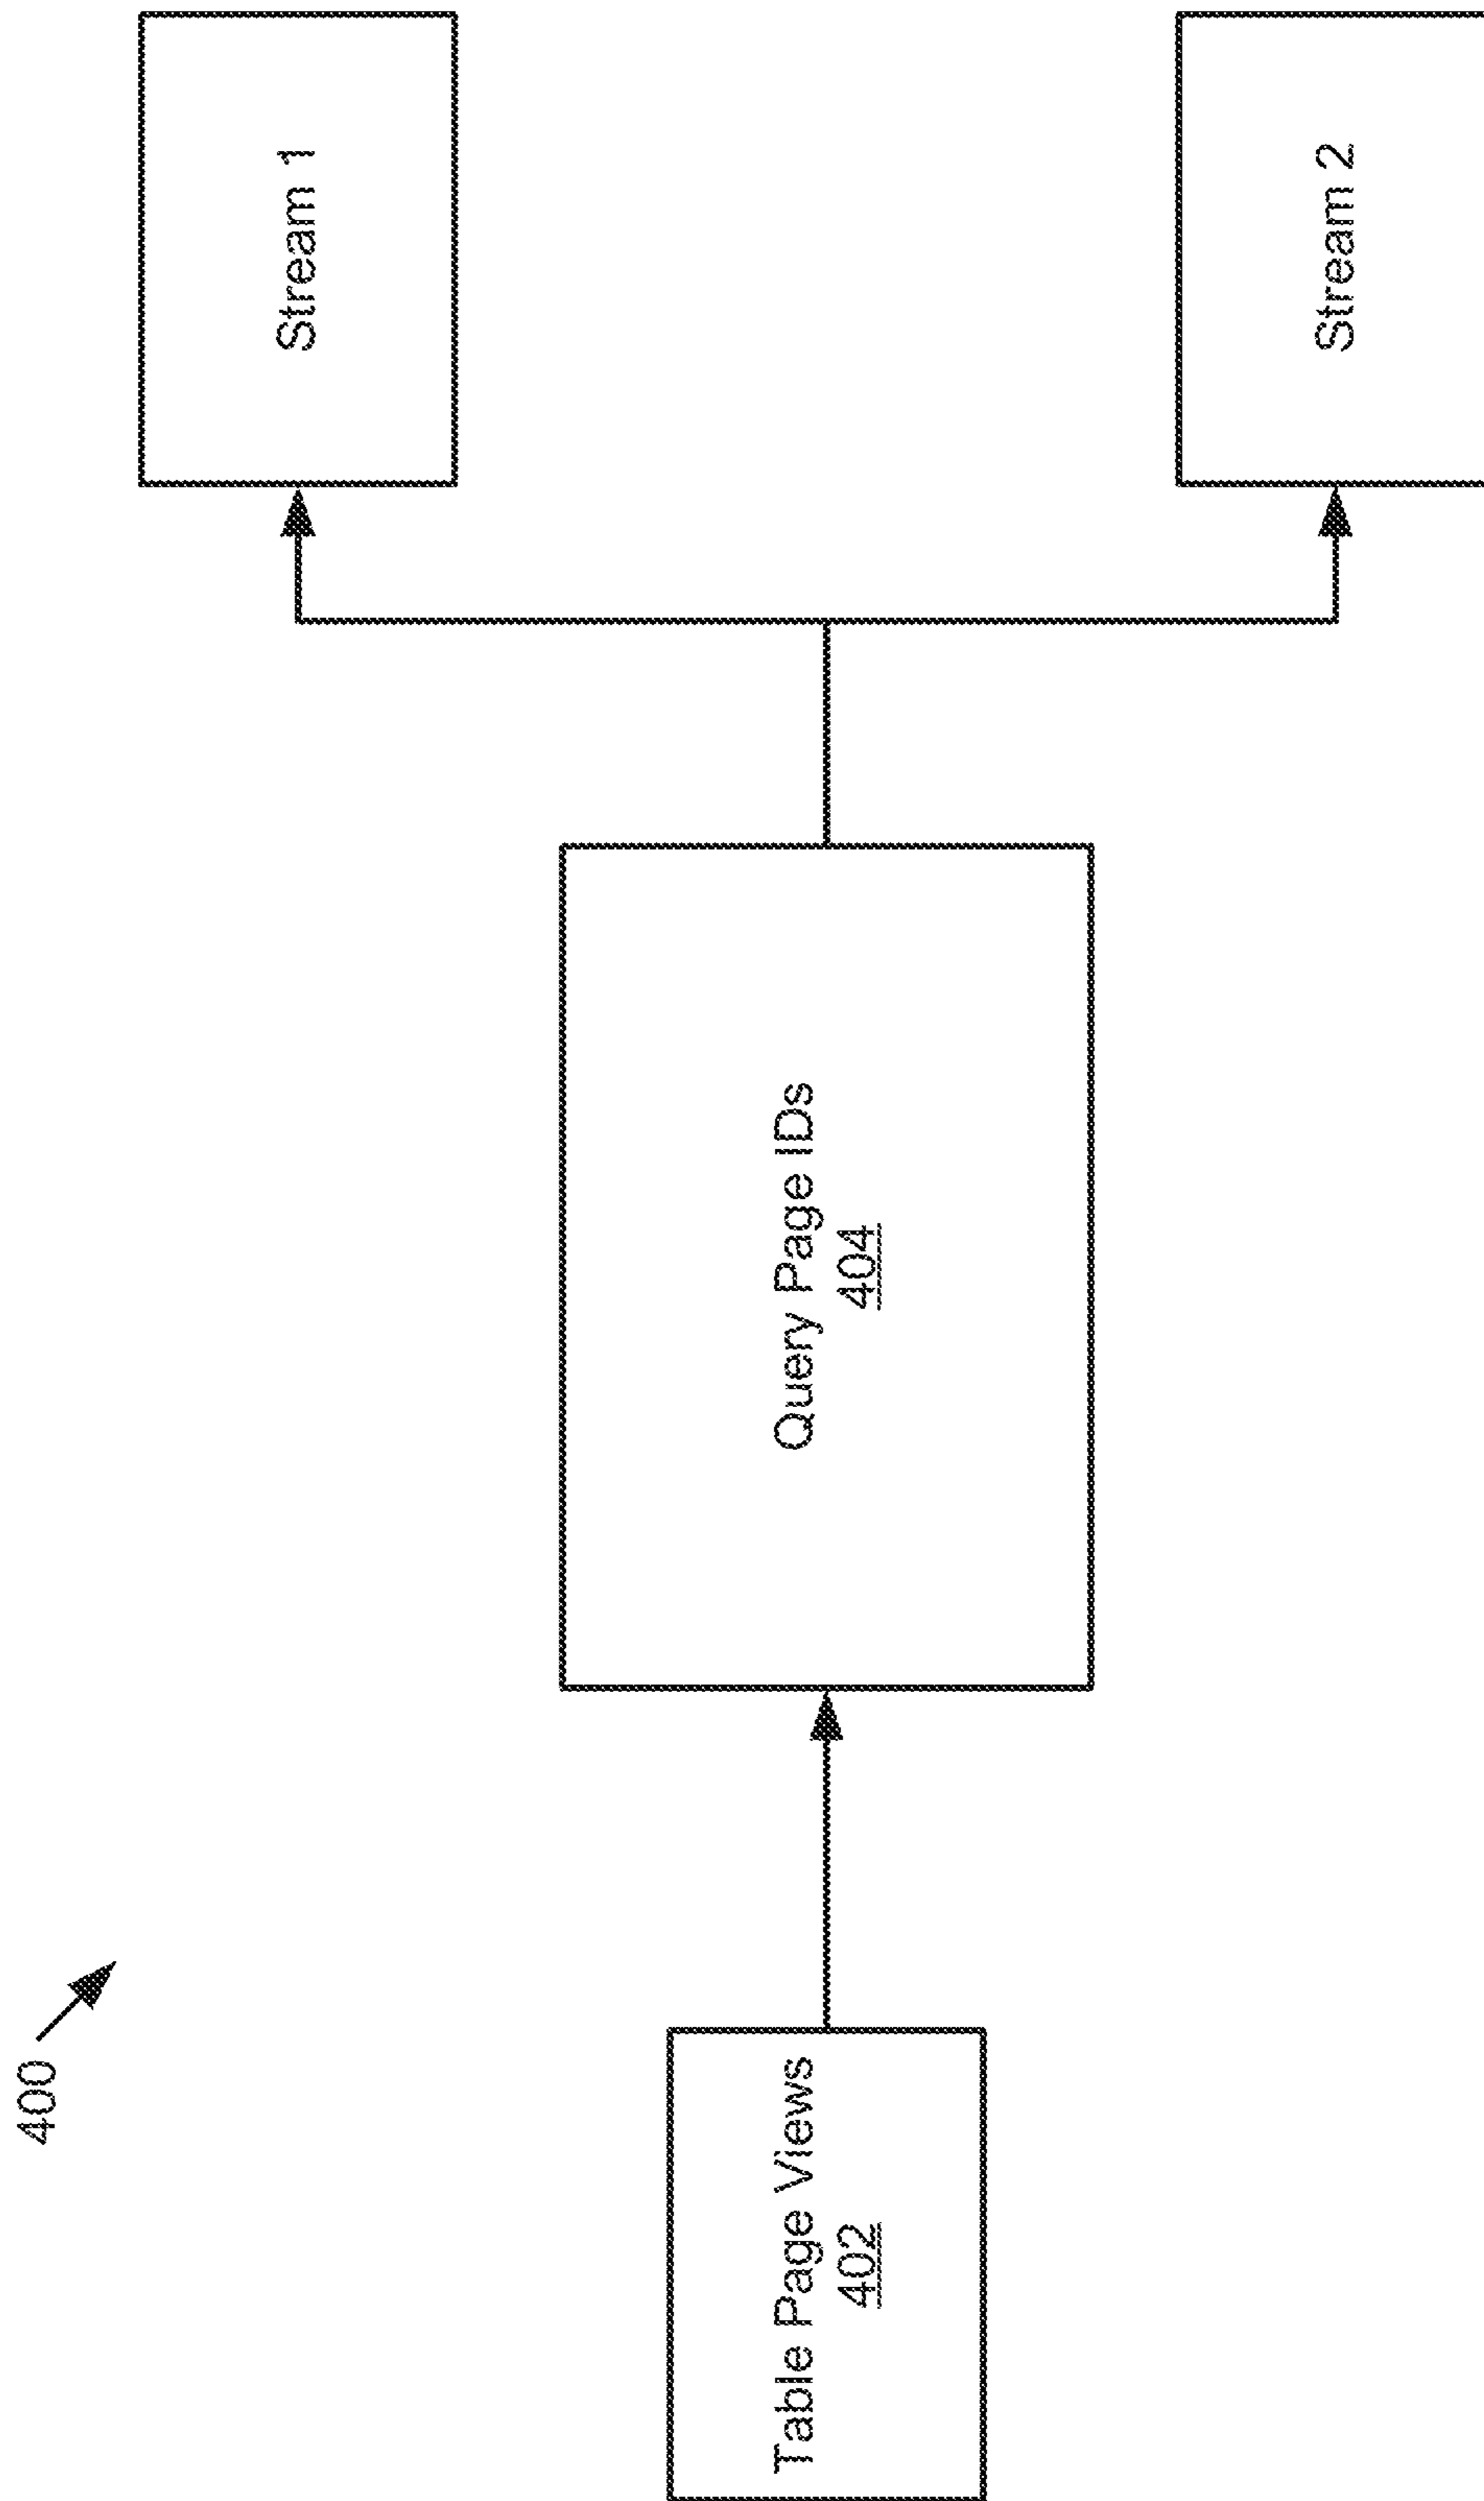 400
Table Page Views
402
Query Page IDs
404
Stream 1
Stream 2